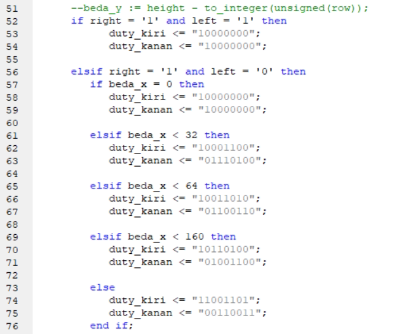 51 --beda_y := height - to_integer(unsigned(row));
52 if right = '1' and left = '1' then
53 duty_kiri <= "10000000";
54 duty_kanan <= "10000000";
55
56 elsif right = '1' and left = '0' then
57 if beda_x = 0 then
58 duty_kiri <= "10000000";
59 duty_kanan <= "10000000";
60
61 elsif beda_x < 32 then
62 duty_kiri <= "10001100";
63 duty_kanan <= "01110100";
64
65 elsif beda_x < 64 then
66 duty_kiri <= "10011010";
67 duty_kanan <= "01100110";
68
69 elsif beda_x < 160 then
70 duty_kiri <= "10110100";
71 duty_kanan <= "01001100";
72
73 else
74 duty_kiri <= "11001101";
75 duty_kanan <= "00110011";
76 end if;